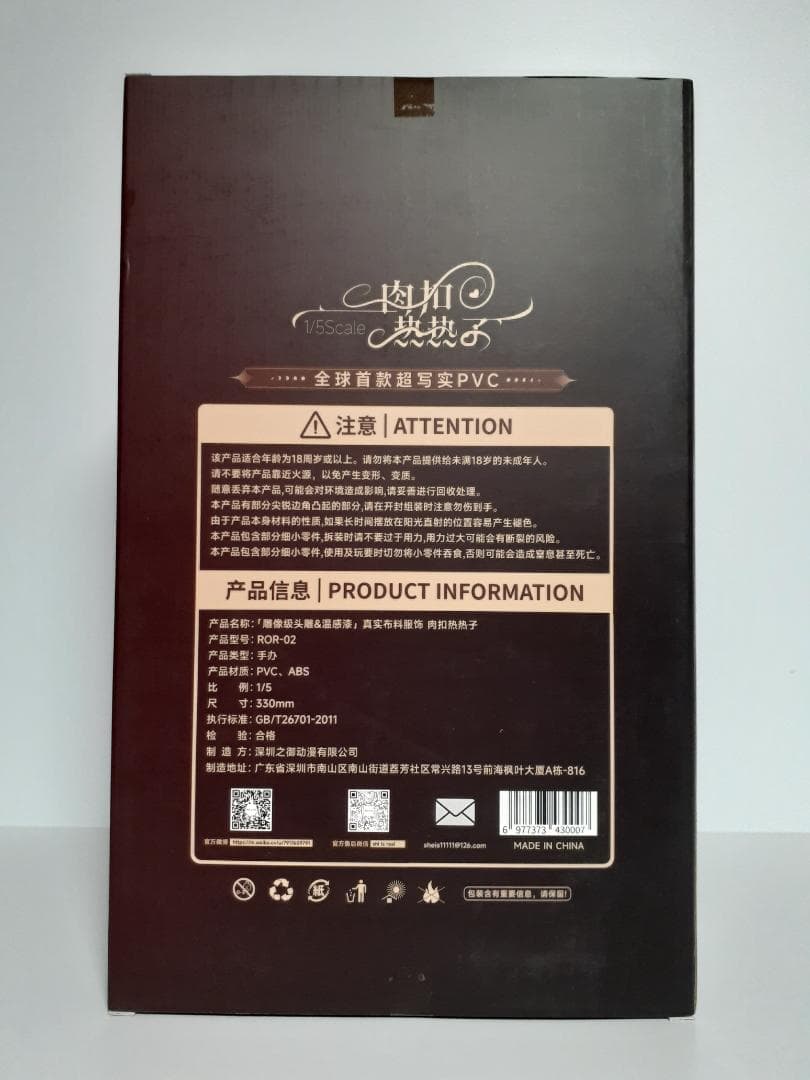 肉扣
1/5Scale 热热子
全球首款超写实PVC
注意 | ATTENTION
该产品适合年龄为18周岁或以上。请勿将本产品提供给未满18岁的未成年人。
请不要将产品靠近火源，以免产生变形、变质。
随意丢弃本产品,可能会对环境造成影响,请妥善进行回收处理。
本产品有部分尖锐边角凸起的部分,请在开封组装时注意勿伤到手。
由于产品本身材料的性质,如果长时间摆放在阳光直射的位置容易产生褪色。
本产品包含部分细小零件,拆装时请不要过于用力,用力过大可能会有断裂的风险。
本产品包含部分细小零件,使用及玩耍时切勿将小零件吞食,否则可能会造成窒息甚至死亡。
产品信息 | PRODUCT INFORMATION
产品名称:「雕像级头雕&温感漆」真实布料服饰 肉扣热热子
产品型号: ROR-02
产品类型: 手办
产品材质: PVC、ABS
比 例: 1/5
尺 寸: 330mm
执行标准: GB/T26701-2011
检 验: 合格
制 造 方: 深圳之御动漫有限公司
制造地址: 广东省深圳市南山区南山街道荔芳社区常兴路13号前海枫叶大厦A栋-816
6 977373 430007
官方微博
官方售后微信
sheis11111@126.com
MADE IN CHINA
紙
包装含有重要信息，请保留!